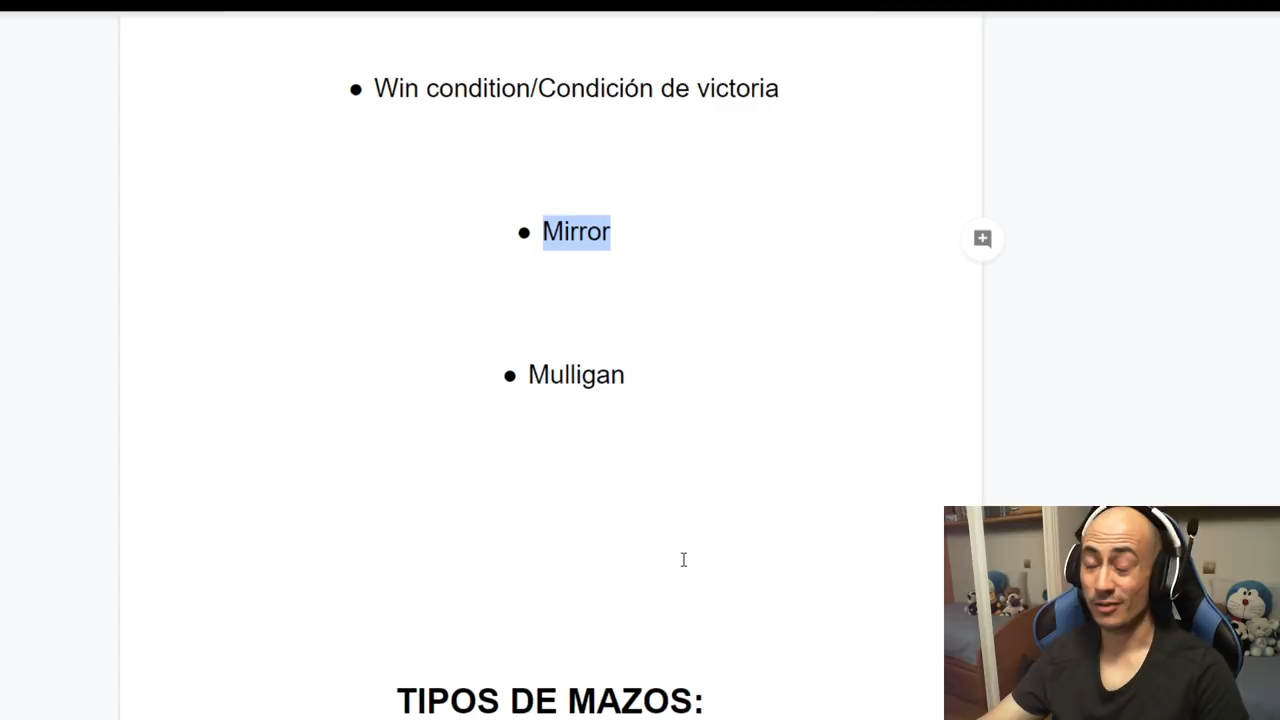 ● Win condition/Condición de victoria
● Mirror
● Mulligan
TIPOS DE MAZOS: